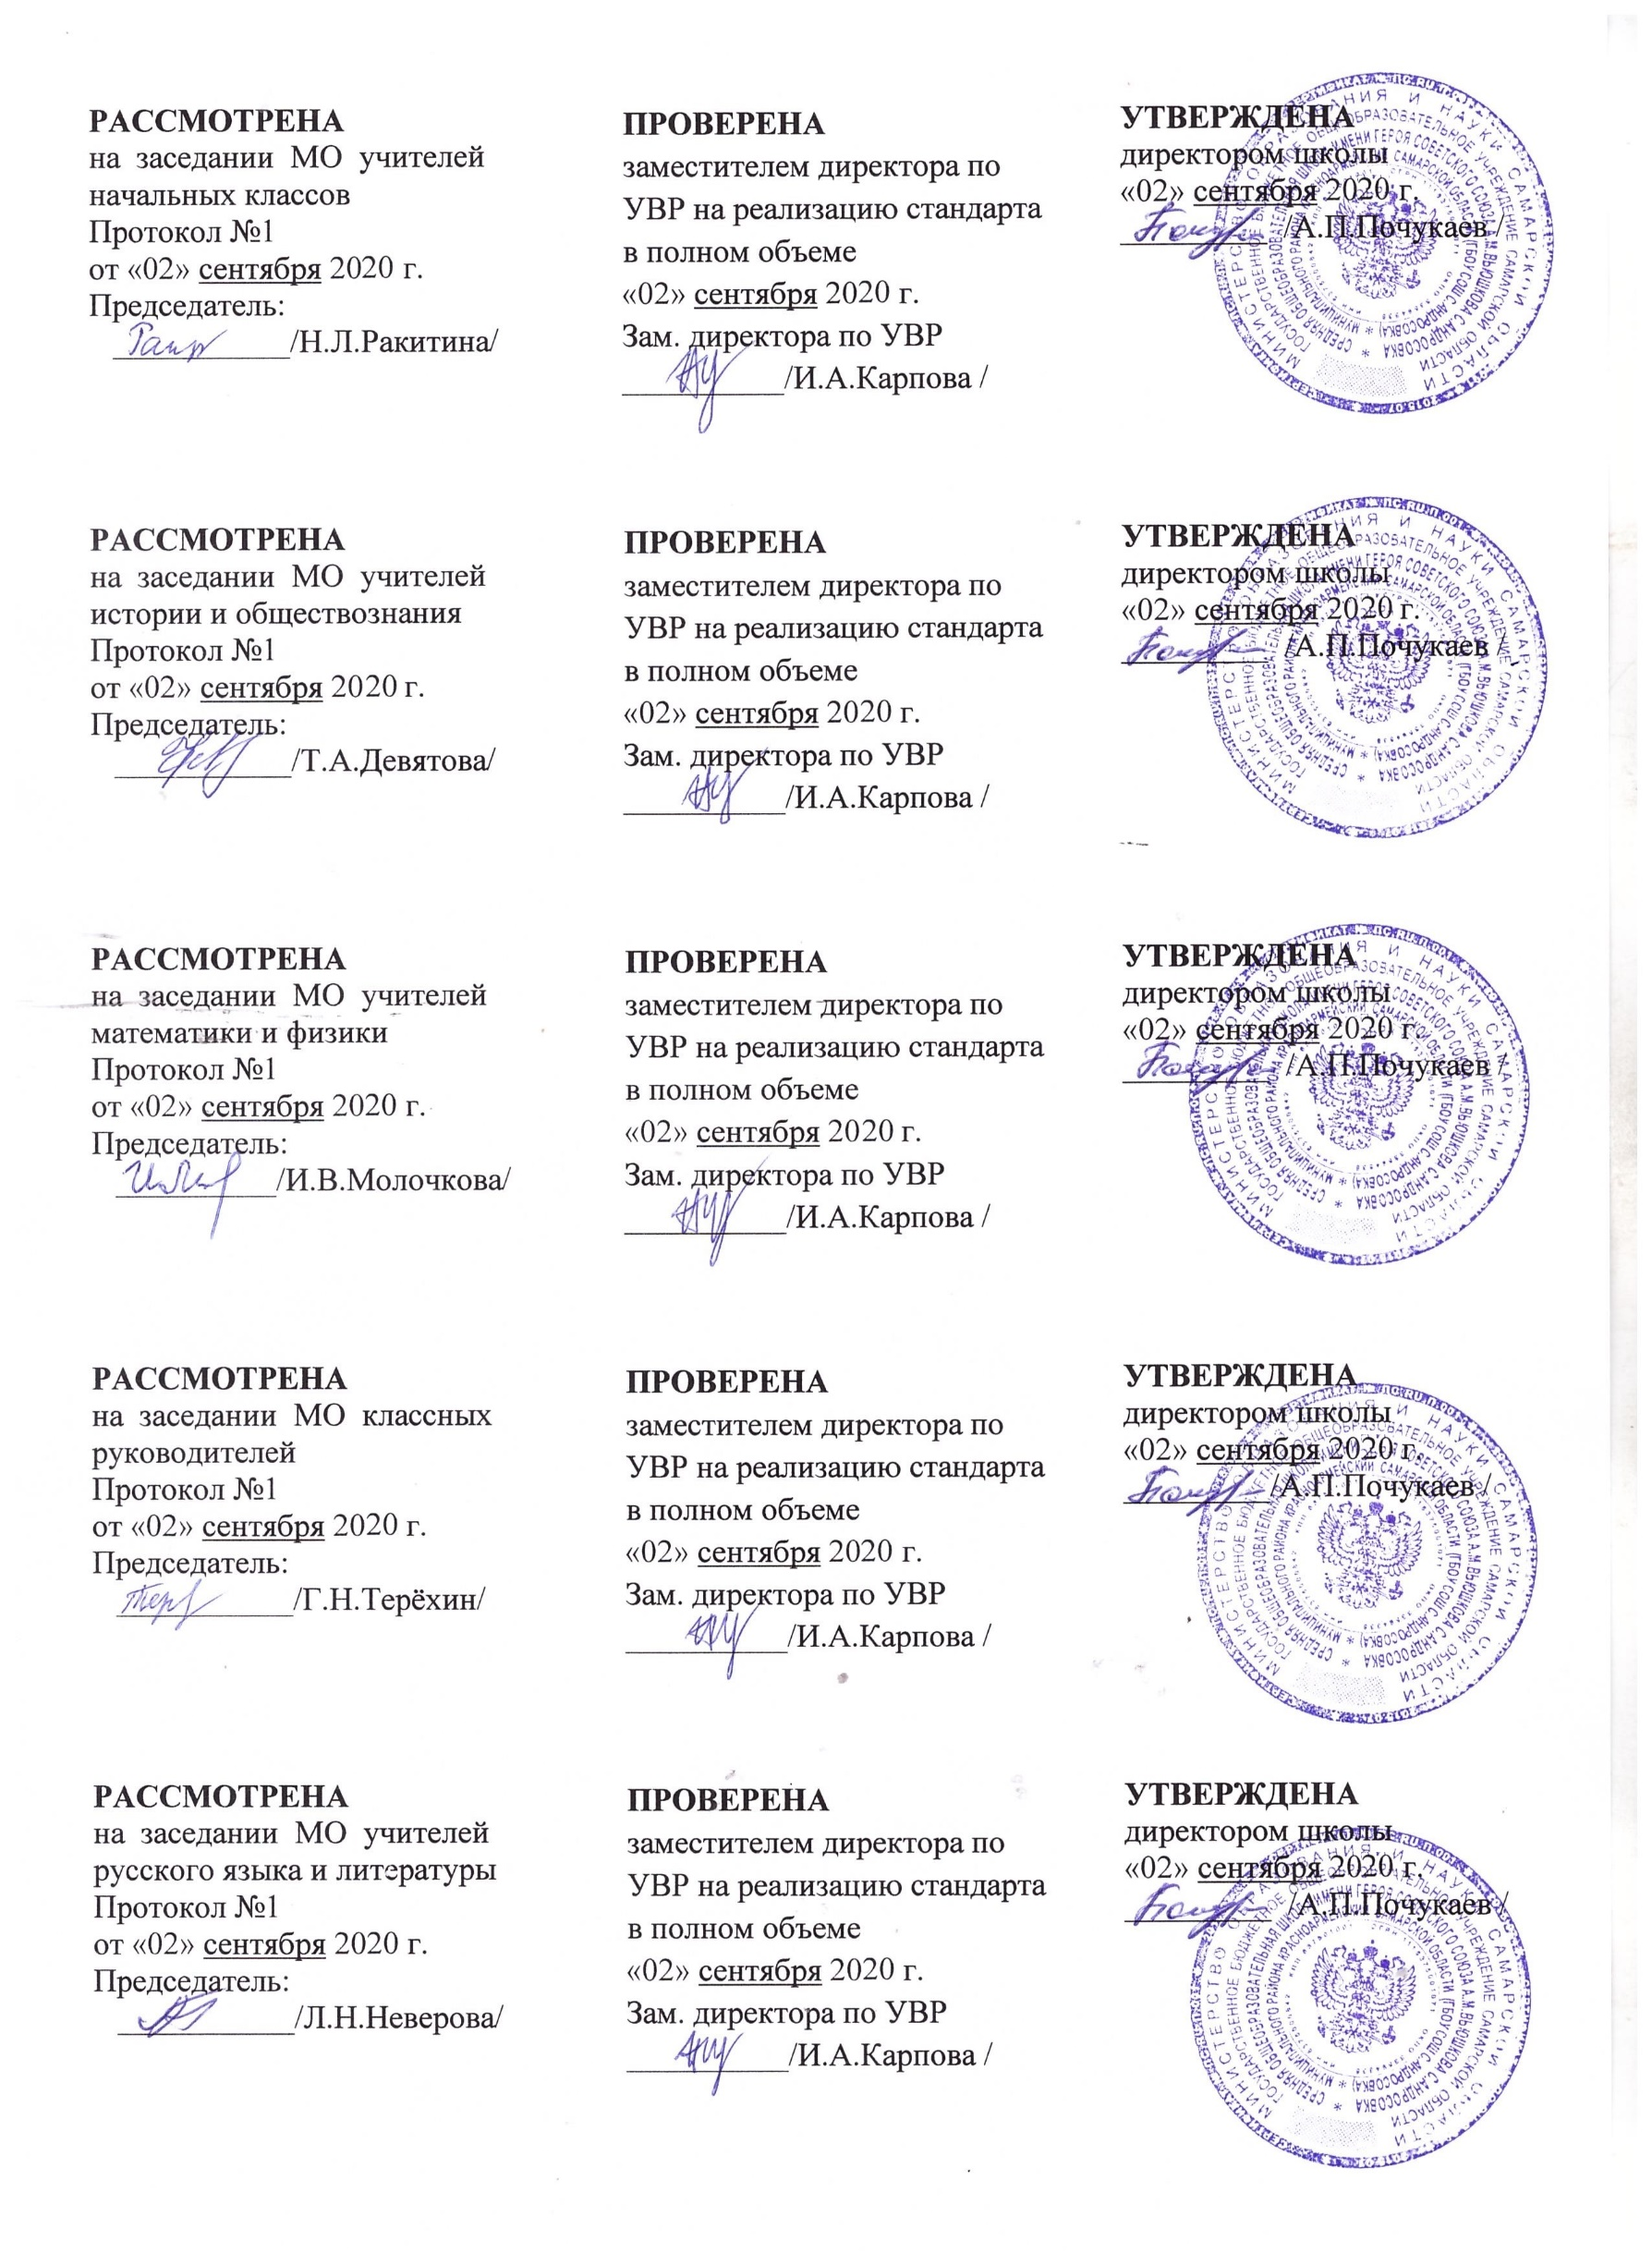 РАССМОТРЕНА
на заседании МО учителей
начальных классов
Протокол №1
от «02» сентября 2020 г.
Председатель:
/Н.Л.Ракитина/
ПРОВЕРЕНА
заместителем директора по
УВР на реализацию стандарта
в полном объеме
«02» сентября 2020 г.
Зам. директора по УВР
/И.А.Карпова /
УТВЕРЖДЕНА
директором школы
«02» сентября 2020 г.
/А.П.Почукаев /
РАССМОТРЕНА
на заседании МО учителей
истории и обществознания
Протокол №1
от «02» сентября 2020 г.
Председатель:
/Т.А.Девятова/
ПРОВЕРЕНА
заместителем директора по
УВР на реализацию стандарта
в полном объеме
«02» сентября 2020 г.
Зам. директора по УВР
/И.А.Карпова /
УТВЕРЖДЕНА
директором школы
«02» сентября 2020 г.
/А.П.Почукаев /
РАССМОТРЕНА
на заседании МО учителей
математики и физики
Протокол №1
от «02» сентября 2020 г.
Председатель:
/И.В.Молочкова/
ПРОВЕРЕНА
заместителем директора по
УВР на реализацию стандарта
в полном объеме
«02» сентября 2020 г.
Зам. директора по УВР
/И.А.Карпова /
УТВЕРЖДЕНА
директором школы
«02» сентября 2020 г.
/А.П.Почукаев /
РАССМОТРЕНА
на заседании МО классных
руководителей
Протокол №1
от «02» сентября 2020 г.
Председатель:
/Г.Н.Терёхин/
ПРОВЕРЕНА
заместителем директора по
УВР на реализацию стандарта
в полном объеме
«02» сентября 2020 г.
Зам. директора по УВР
/И.А.Карпова /
УТВЕРЖДЕНА
директором школы
«02» сентября 2020 г.
/А.П.Почукаев /
РАССМОТРЕНА
на заседании МО учителей
русского языка и литературы
Протокол №1
от «02» сентября 2020 г.
Председатель:
/Л.Н.Неверова/
ПРОВЕРЕНА
заместителем директора по
УВР на реализацию стандарта
в полном объеме
«02» сентября 2020 г.
Зам. директора по УВР
/И.А.Карпова /
УТВЕРЖДЕНА
директором школы
«02» сентября 2020 г.
/А.П.Почукаев /